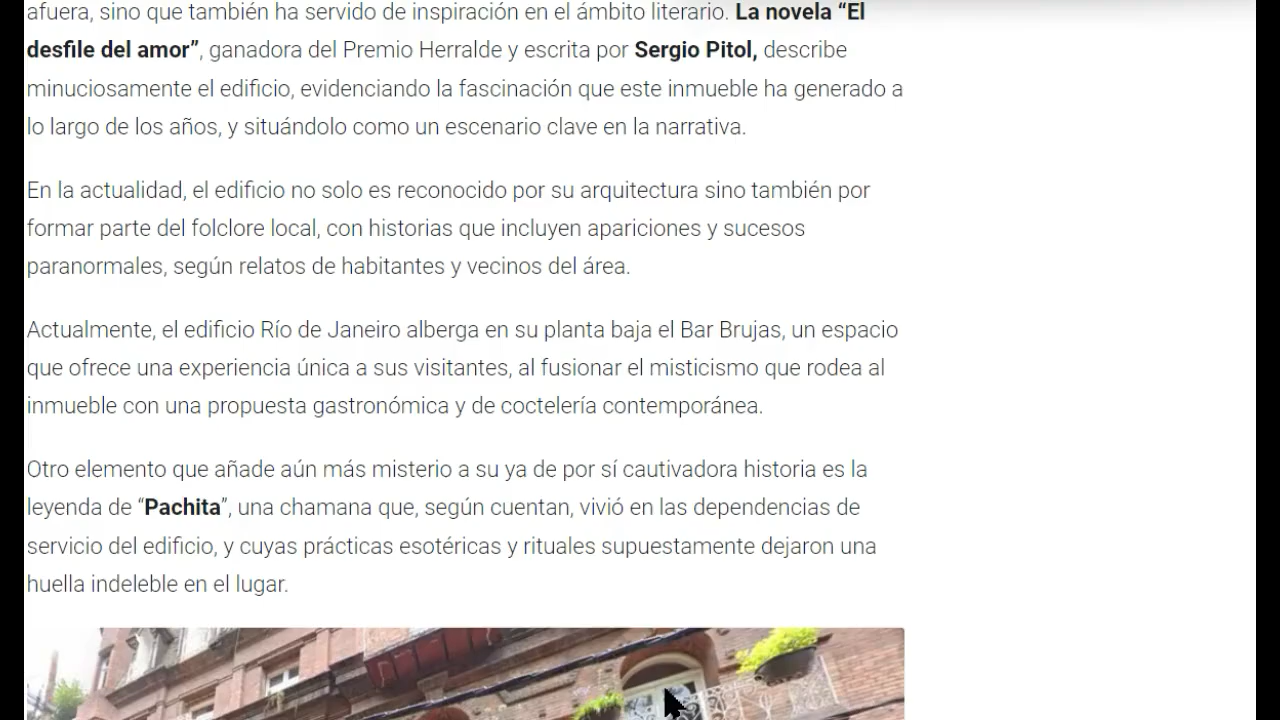 afuera, sino que también ha servido de inspiración en el ámbito literario. La novela “El
desfile del amor”, ganadora del Premio Herralde y escrita por Sergio Pitol, describe
minuciosamente el edificio, evidenciando la fascinación que este inmueble ha generado a
lo largo de los años, y situándolo como un escenario clave en la narrativa.
En la actualidad, el edificio no solo es reconocido por su arquitectura sino también por
formar parte del folclore local, con historias que incluyen apariciones y sucesos
paranormales, según relatos de habitantes y vecinos del área.
Actualmente, el edificio Río de Janeiro alberga en su planta baja el Bar Brujas, un espacio
que ofrece una experiencia única a sus visitantes, al fusionar el misticismo que rodea al
inmueble con una propuesta gastronómica y de coctelería contemporánea.
Otro elemento que añade aún más misterio a su ya de por sí cautivadora historia es la
leyenda de “Pachita”, una chamana que, según cuentan, vivió en las dependencias de
servicio del edificio, y cuyas prácticas esotéricas y rituales supuestamente dejaron una
huella indeleble en el lugar.